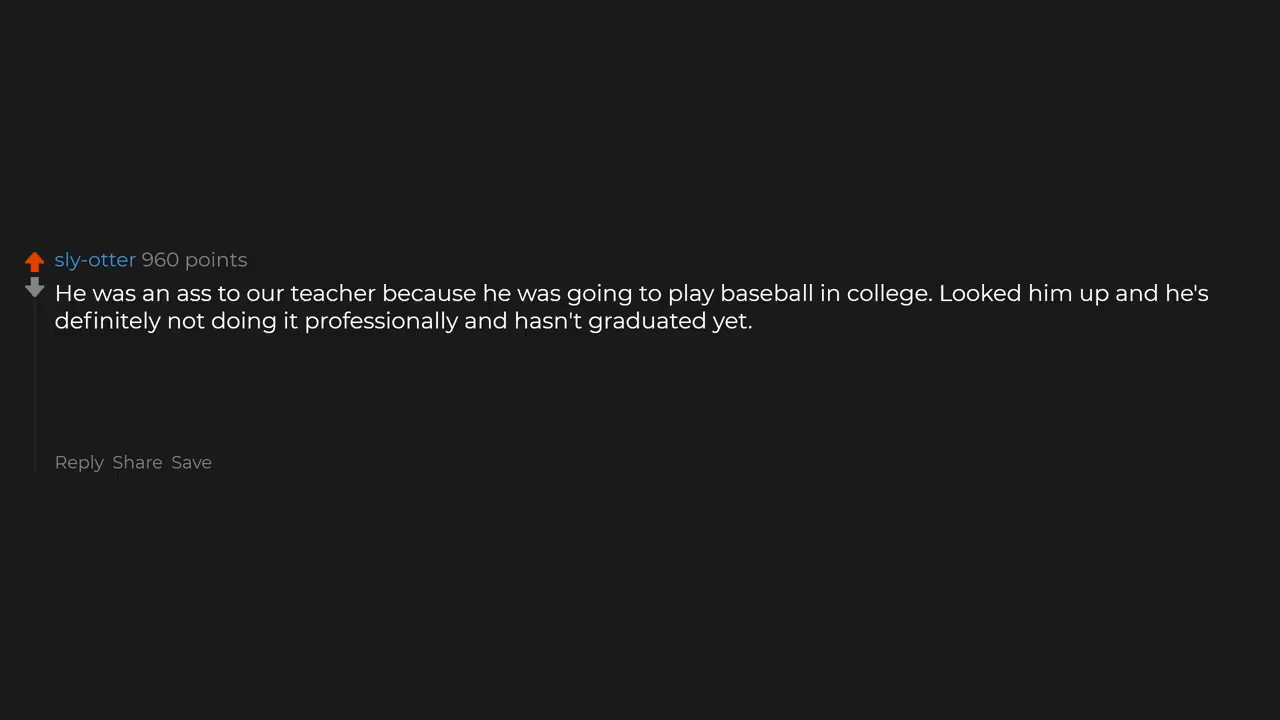 sly-otter 960 points
He was an ass to our teacher because he was going to play baseball in college. Looked him up and he's
definitely not doing it professionally and hasn't graduated yet.
Reply Share Save